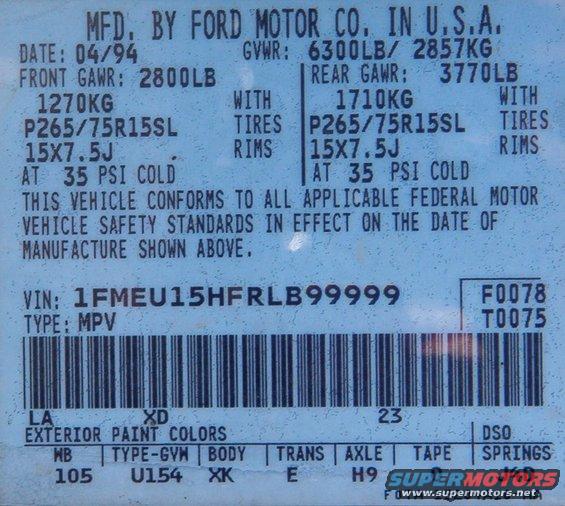 MFD. BY FORD MOTOR CO. IN U.S.A.
DATE: 04/94 GVWR: 6300LB/ 2857KG
FRONT GAWR: 2800LB REAR GAWR: 3770LB
1270KG WITH 1710KG WITH
P265/75R15SL TIRES P265/75R15SL TIRES
15X7.5J RIMS 15X7.5J RIMS
AT 35 PSI COLD AT 35 PSI COLD
THIS VEHICLE CONFORMS TO ALL APPLICABLE FEDERAL MOTOR
VEHICLE SAFETY STANDARDS IN EFFECT ON THE DATE OF
MANUFACTURE SHOWN ABOVE.
VIN: 1FMEU15HFRLB99999 F0078
TYPE: MPV T0075
LA XD 23
EXTERIOR PAINT COLORS DSO
WB TYPE-GVW BODY TRANS AXLE TAPE SPRINGS
105 U154 XK E H9
SUPERMOTORS
www.supermotors.net